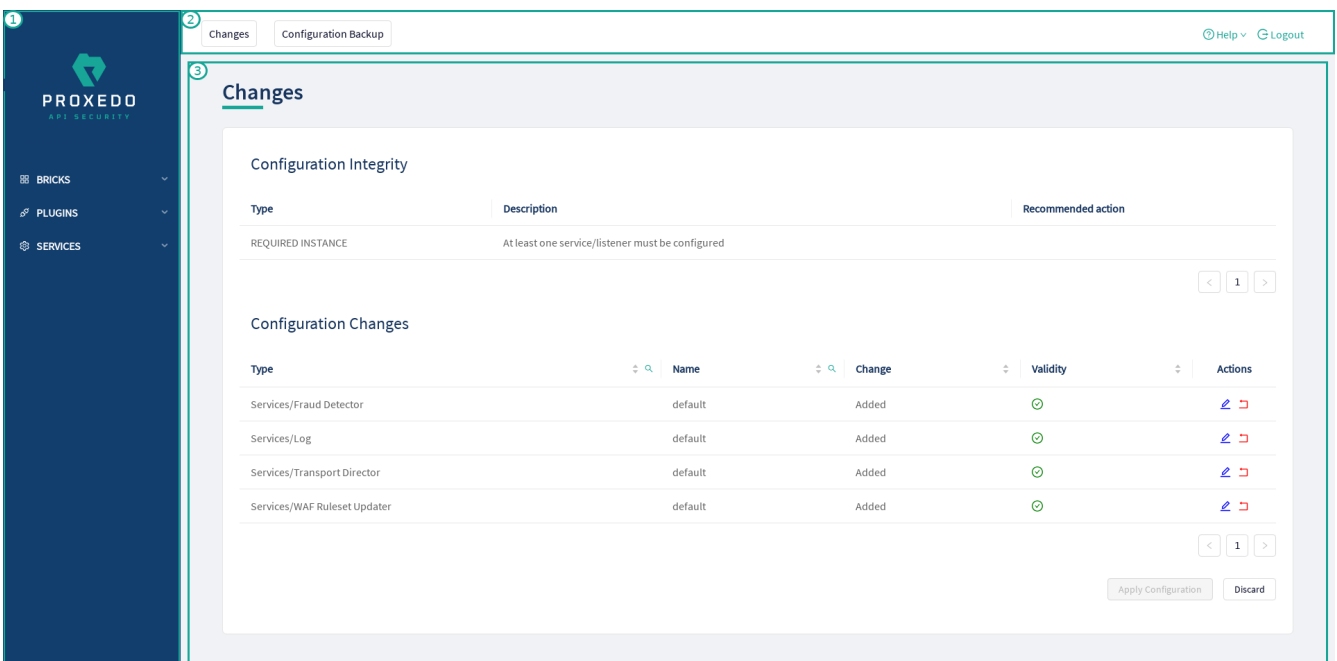 1
2
Changes Configuration Backup Help Logout
PROXEDO
API SECURITY
BRICKS
PLUGINS
SERVICES
3
Changes
Configuration Integrity
Type Description Recommended action
REQUIRED INSTANCE At least one service/listener must be configured
< 1 >
Configuration Changes
Type Name Change Validity Actions
Services/Fraud Detector default Added
Services/Log default Added
Services/Transport Director default Added
Services/WAF Ruleset Updater default Added
< 1 >
Apply Configuration Discard